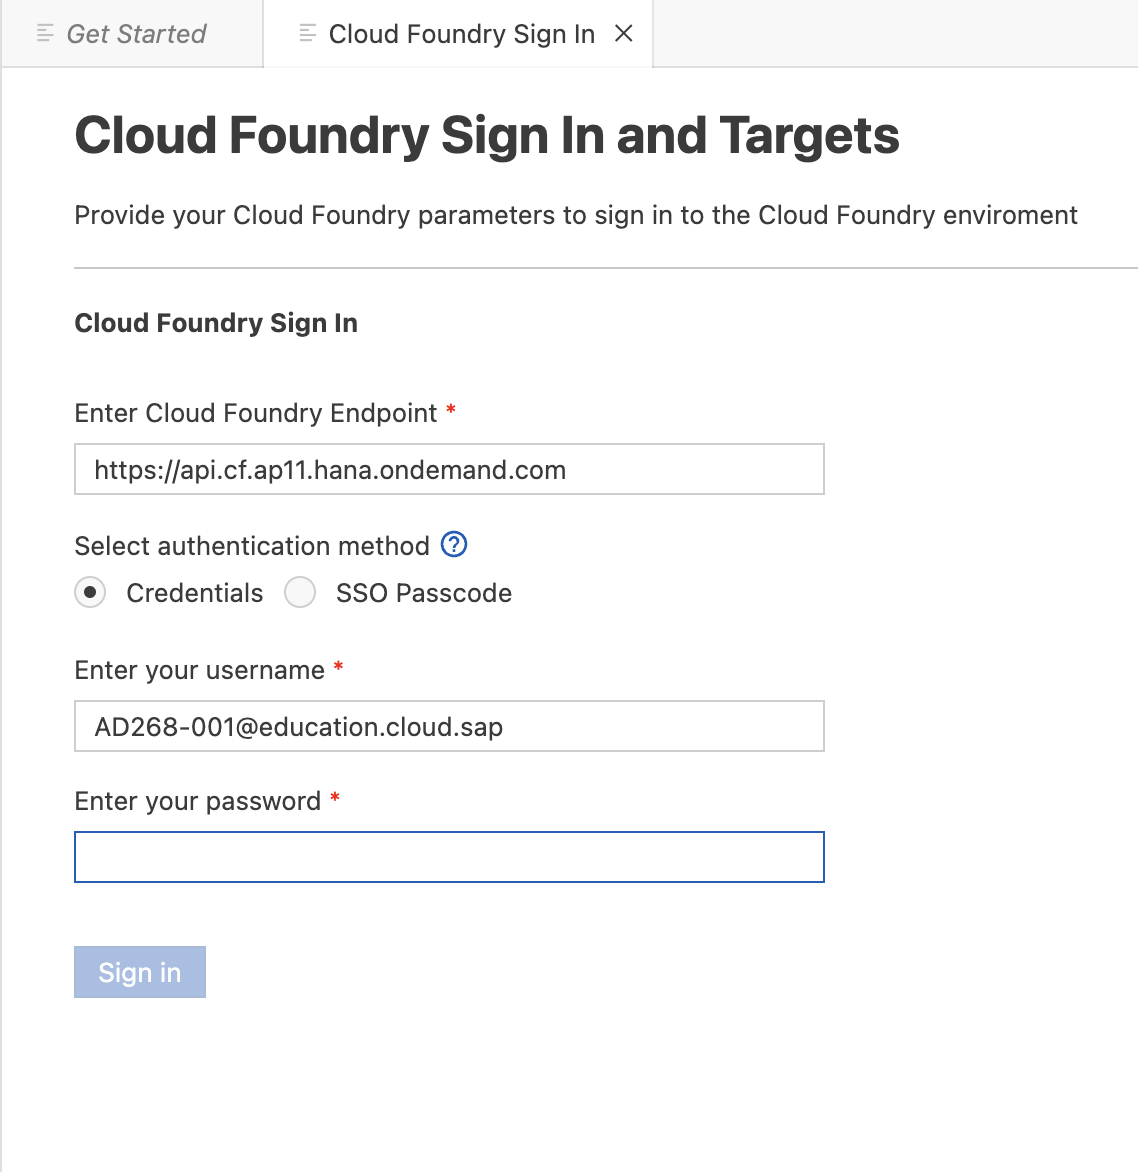 Get Started
Cloud Foundry Sign In
Cloud Foundry Sign In and Targets
Provide your Cloud Foundry parameters to sign in to the Cloud Foundry enviroment
Cloud Foundry Sign In
Enter Cloud Foundry Endpoint *
https://api.cf.ap11.hana.ondemand.com
Select authentication method ?
Credentials SSO Passcode
Enter your username *
AD268-001@education.cloud.sap
Enter your password *
Sign in